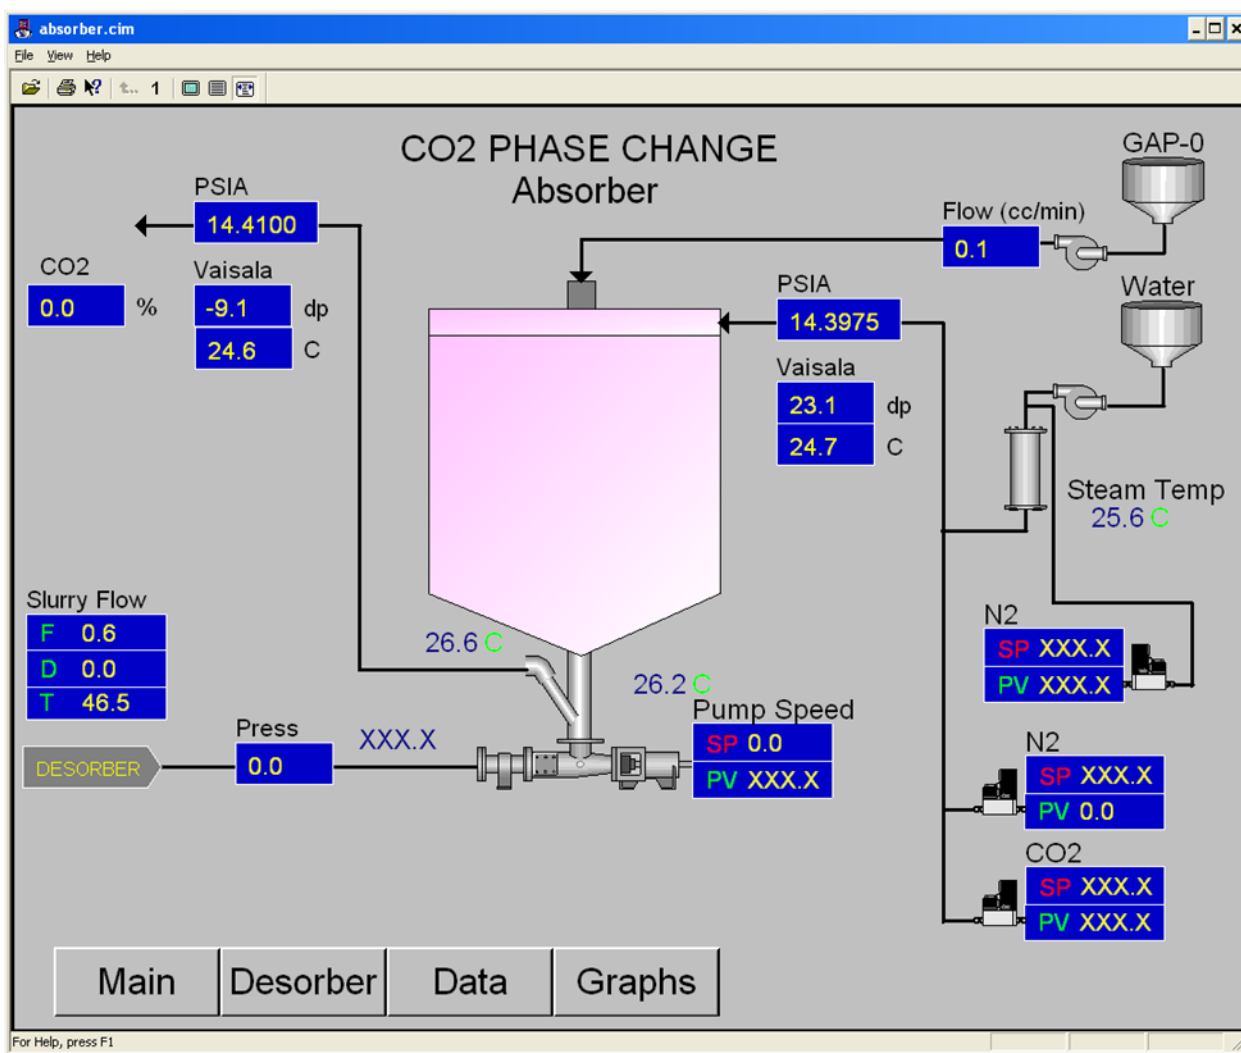 absorber.cim
File View Help
1
CO2 PHASE CHANGE
Absorber
GAP-0
PSIA
14.4100
Flow (cc/min)
0.1
CO2
0.0 %
Vaisala
-9.1 dp
24.6 C
PSIA
14.3975
Water
Vaisala
23.1 dp
24.7 C
Steam Temp
25.6 C
Slurry Flow
F 0.6
D 0.0
T 46.5
26.6 C
26.2 C
N2
SP XXX.X
PV XXX.X
Press
0.0
XXX.X
Pump Speed
SP 0.0
PV XXX.X
DESORBER
N2
SP XXX.X
PV 0.0
CO2
SP XXX.X
PV XXX.X
Main Desorber Data Graphs
For Help, press F1